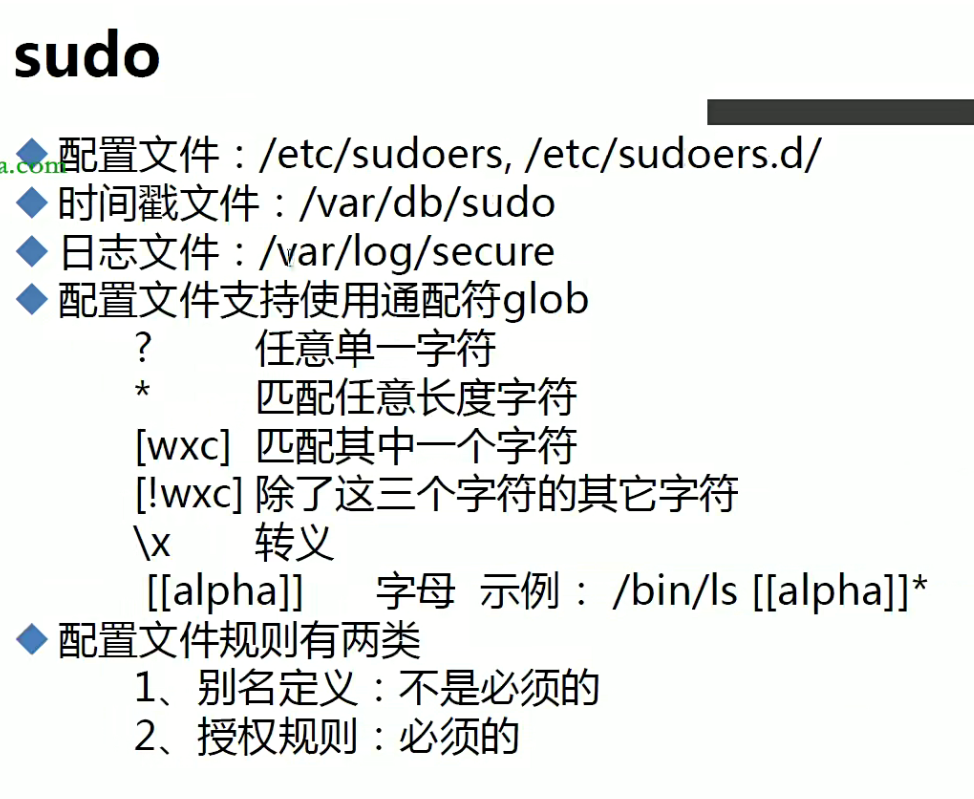 sudo
配置文件：/etc/sudoers, /etc/sudoers.d/
a.com
时间戳文件：/var/db/sudo
日志文件：/var/log/secure
配置文件支持使用通配符glob
? 任意单一字符
* 匹配任意长度字符
[wxc] 匹配其中一个字符
[!wxc] 除了这三个字符的其它字符
\x 转义
[[alpha]] 字母 示例： /bin/ls [[alpha]]*
配置文件规则有两类
1、别名定义：不是必须的
2、授权规则：必须的